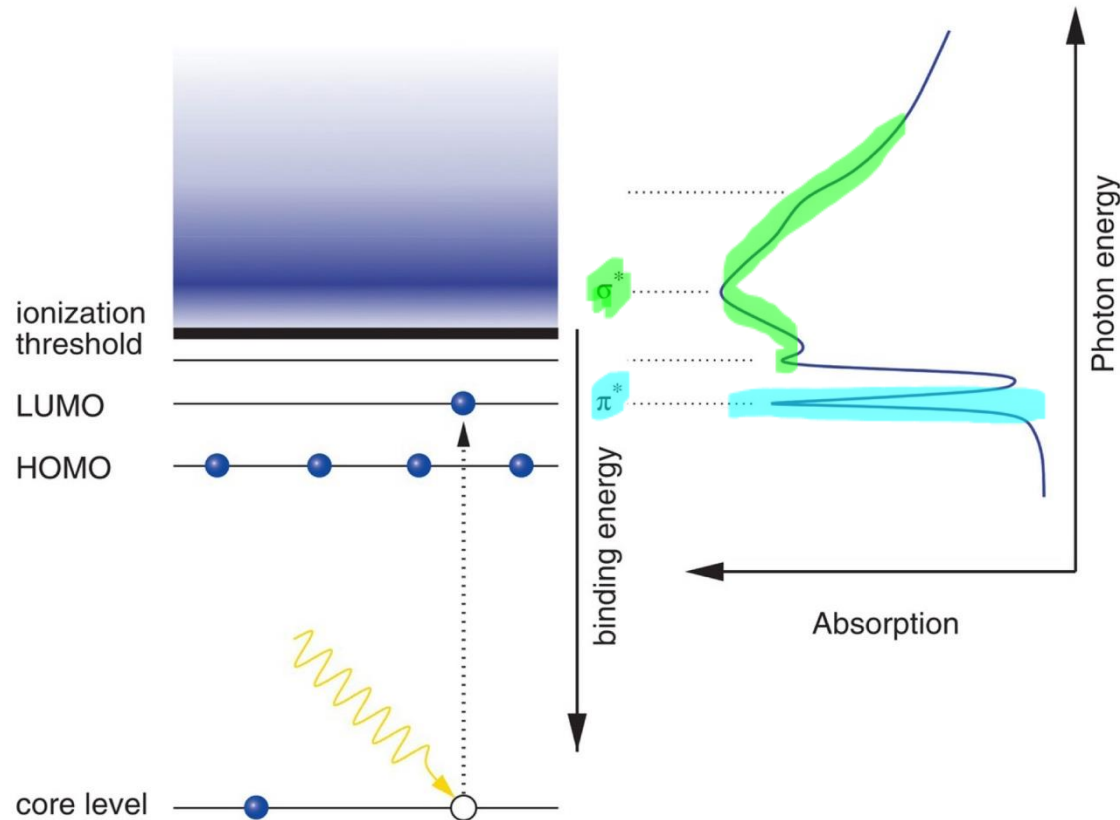 ionization
threshold
LUMO
HOMO
core level
binding energy
σ*
π*
Absorption
Photon energy